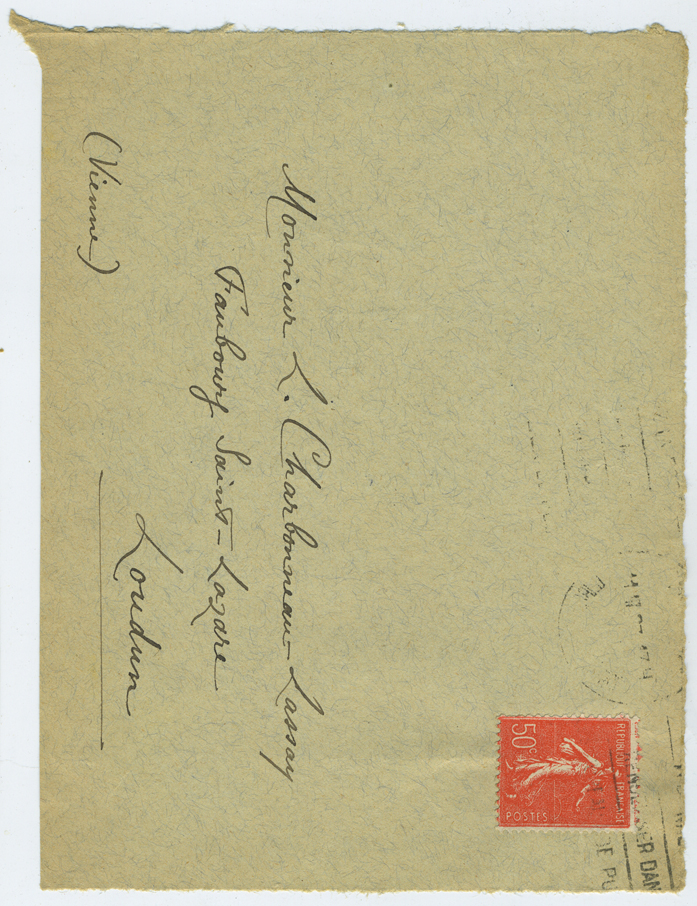 Monsieur L. Charbonneau-Lassay
Faubourg Saint-Lazare
Loudun
(Vienne)
REPUBLIQUE FRANÇAISE
50c
POSTES